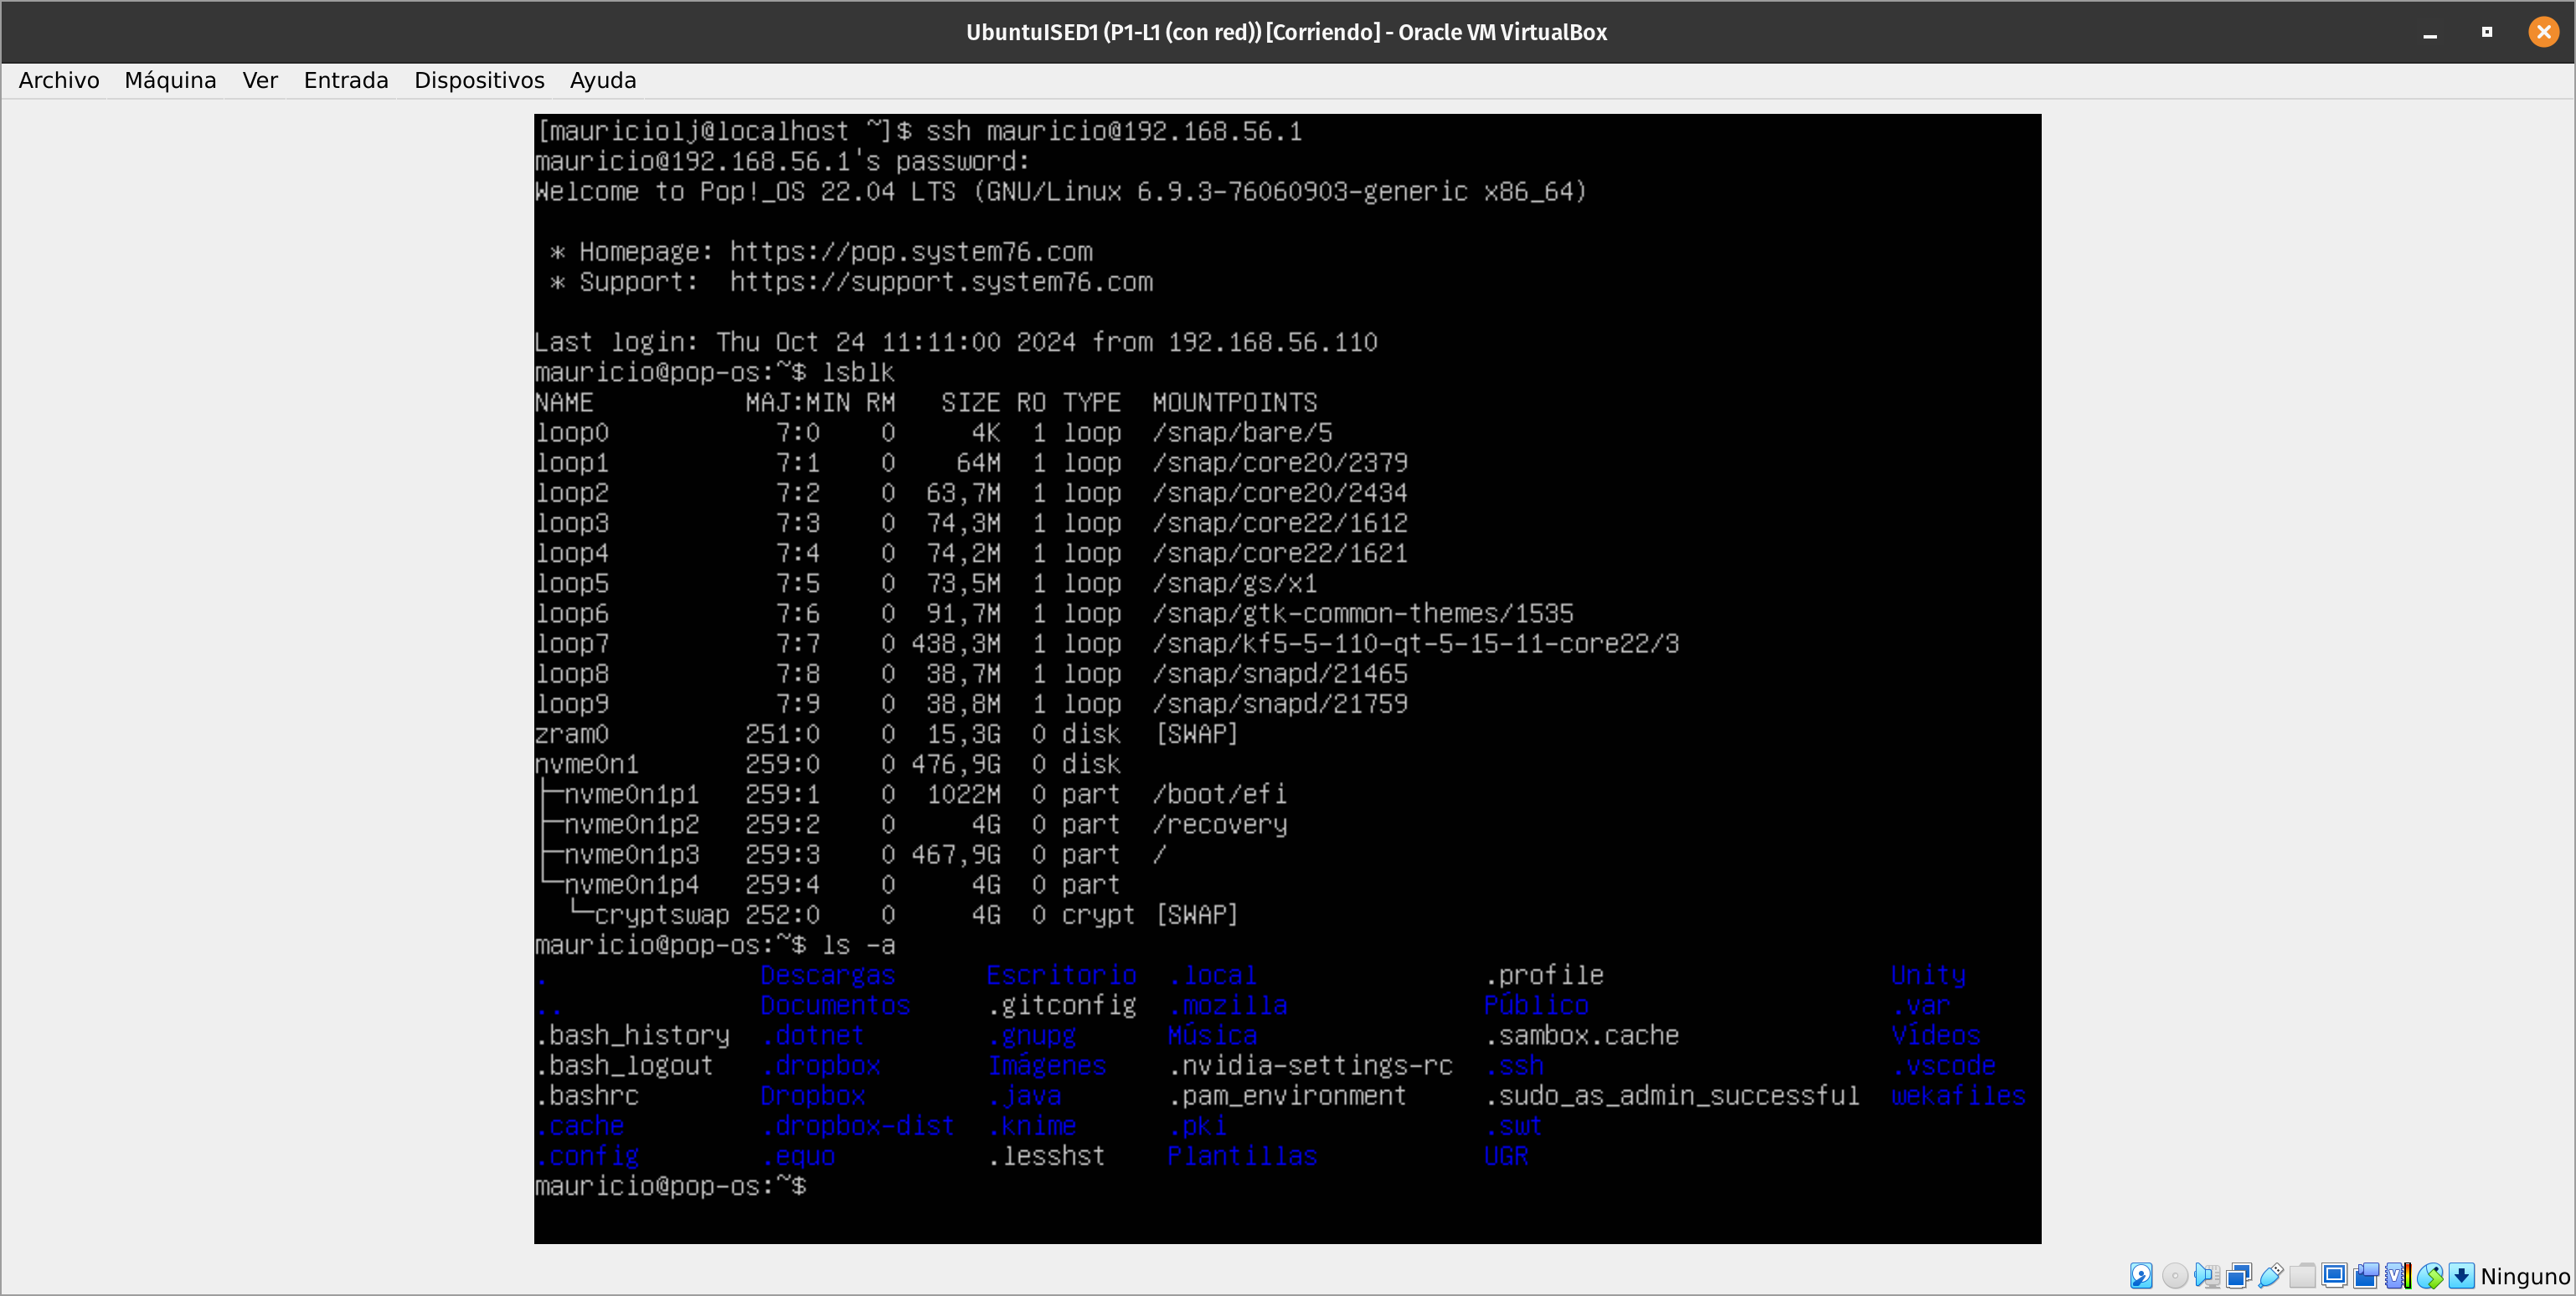 UbuntuISED1 (P1-L1 (con red)) [Corriendo] - Oracle VM VirtualBox
Archivo Máquina Ver Entrada Dispositivos Ayuda
[mauriciolj@localhost ~]$ ssh mauricio@192.168.56.1
mauricio@192.168.56.1's password:
Welcome to Pop!_OS 22.04 LTS (GNU/Linux 6.9.3-76060903-generic x86_64)
* Homepage: https://pop.system76.com
* Support:  https://support.system76.com
Last login: Thu Oct 24 11:11:00 2024 from 192.168.56.110
mauricio@pop-os:~$ lsblk
NAME          MAJ:MIN RM   SIZE RO TYPE  MOUNTPOINTS
loop0           7:0    0     4K  1 loop  /snap/bare/5
loop1           7:1    0    64M  1 loop  /snap/core20/2379
loop2           7:2    0  63,7M  1 loop  /snap/core20/2434
loop3           7:3    0  74,3M  1 loop  /snap/core22/1612
loop4           7:4    0  74,2M  1 loop  /snap/core22/1621
loop5           7:5    0  73,5M  1 loop  /snap/gs/x1
loop6           7:6    0  91,7M  1 loop  /snap/gtk-common-themes/1535
loop7           7:7    0 438,3M  1 loop  /snap/kf5-5-110-qt-5-15-11-core22/3
loop8           7:8    0  38,7M  1 loop  /snap/snapd/21465
loop9           7:9    0  38,8M  1 loop  /snap/snapd/21759
zram0         251:0    0  15,3G  0 disk  [SWAP]
nvme0n1       259:0    0 476,9G  0 disk
├─nvme0n1p1   259:1    0  1022M  0 part  /boot/efi
├─nvme0n1p2   259:2    0     4G  0 part  /recovery
├─nvme0n1p3   259:3    0 467,9G  0 part  /
└─nvme0n1p4   259:4    0     4G  0 part
  └─cryptswap 252:0    0     4G  0 crypt [SWAP]
mauricio@pop-os:~$ ls -a
. Descargas Escritorio .local .profile Unity
.. Documentos .gitconfig .mozilla Público .var
.bash_history .dotnet .gnupg Música .sambox.cache Vídeos
.bash_logout .dropbox Imágenes .nvidia-settings-rc .ssh .vscode
.bashrc Dropbox .java .pam_environment .sudo_as_admin_successful wekafiles
.cache .dropbox-dist .knime .pki .swt
.config .equo .lesshst Plantillas UGR
mauricio@pop-os:~$
Ninguno